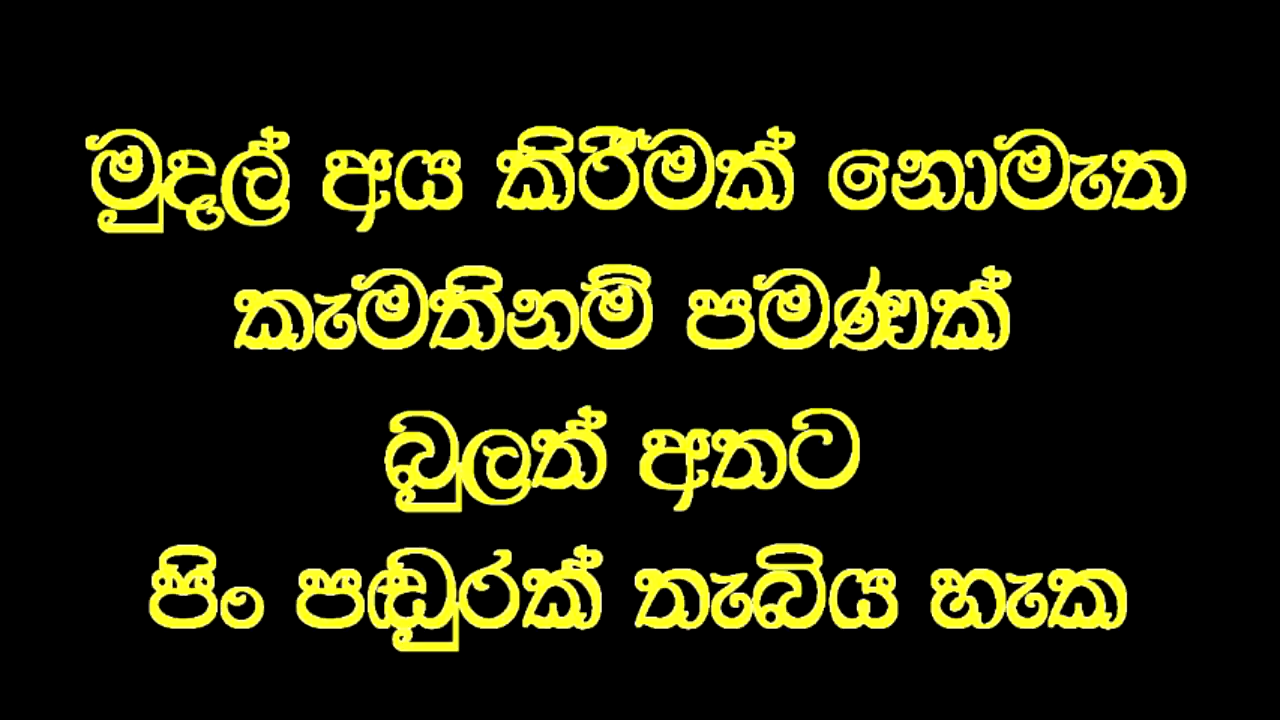 මුදල් අය කිරීමක් නොමැත
කැමතිනම් පමණක්
බුලත් අතට
පිං පඬුරක් තැබිය හැක